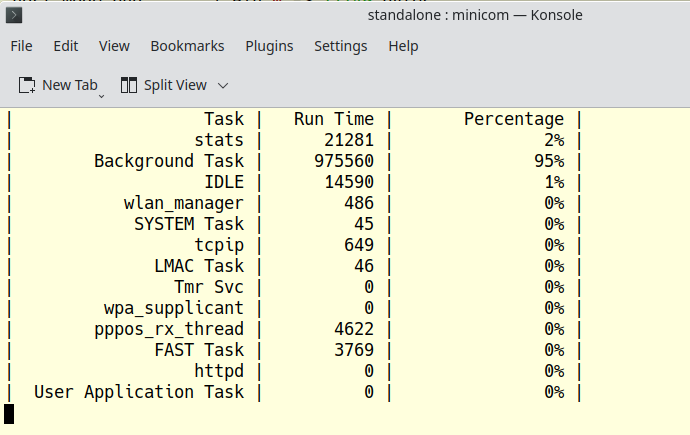 standalone : minicom — Konsole
File Edit View Bookmarks Plugins Settings Help
New Tab Split View
| Task | Run Time | Percentage |
| stats | 21281 | 2% |
| Background Task | 975560 | 95% |
| IDLE | 14590 | 1% |
| wlan_manager | 486 | 0% |
| SYSTEM Task | 45 | 0% |
| tcpip | 649 | 0% |
| LMAC Task | 46 | 0% |
| Tmr Svc | 0 | 0% |
| wpa_supplicant | 0 | 0% |
| pppos_rx_thread | 4622 | 0% |
| FAST Task | 3769 | 0% |
| httpd | 0 | 0% |
| User Application Task | 0 | 0% |